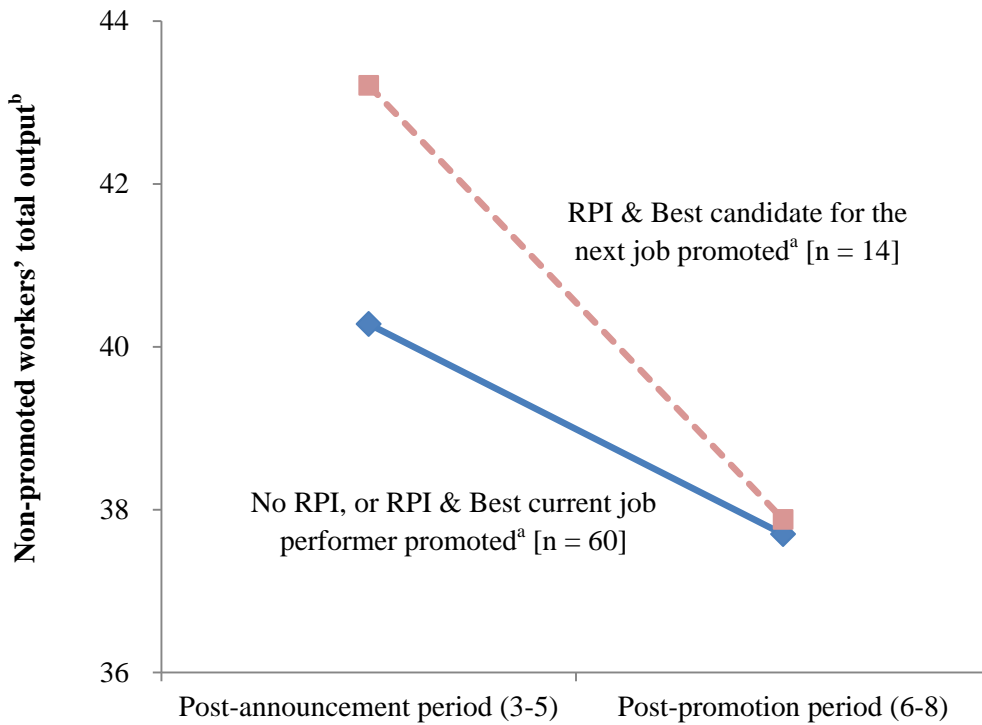 Non-promoted workers' total output^b
44
42
40
38
36
RPI & Best candidate for the
next job promoted^a [n = 14]
No RPI, or RPI & Best current job
performer promoted^a [n = 60]
Post-announcement period (3-5)
Post-promotion period (6-8)